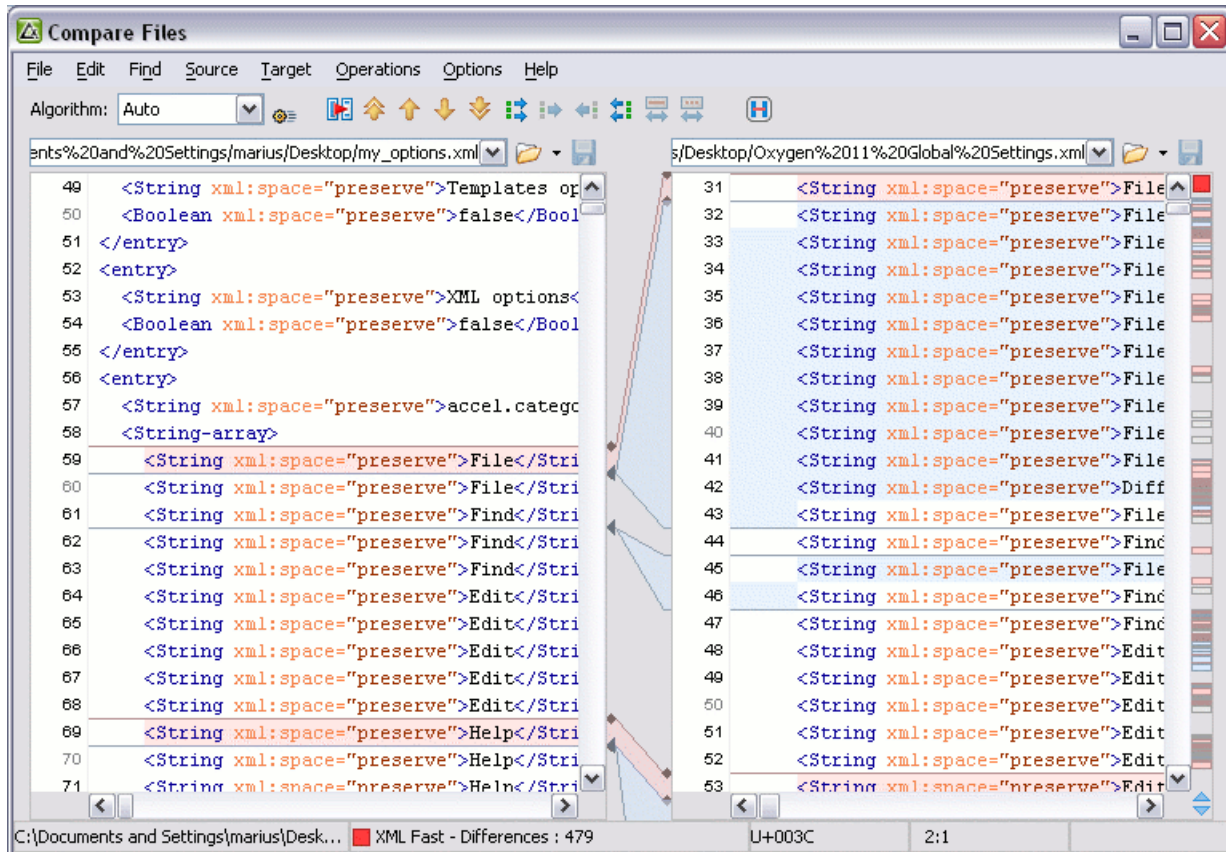 Compare Files
File Edit Find Source Target Operations Options Help
Algorithm: Auto
ents%20and%20Settings/marius/Desktop/my_options.xml
49 <String xml:space="preserve">Templates op
50 <Boolean xml:space="preserve">false</Bool
51 </entry>
52 <entry>
53 <String xml:space="preserve">XML options<
54 <Boolean xml:space="preserve">false</Bool
55 </entry>
56 <entry>
57 <String xml:space="preserve">accel.catego
58 <String-array>
59 <String xml:space="preserve">File</Stri
60 <String xml:space="preserve">File</Stri
61 <String xml:space="preserve">Find</Stri
62 <String xml:space="preserve">Find</Stri
63 <String xml:space="preserve">Find</Stri
64 <String xml:space="preserve">Edit</Stri
65 <String xml:space="preserve">Edit</Stri
66 <String xml:space="preserve">Edit</Stri
67 <String xml:space="preserve">Edit</Stri
68 <String xml:space="preserve">Edit</Stri
69 <String xml:space="preserve">Help</Stri
70 <String xml:space="preserve">Help</Stri
71 <String xml:space="preserve">Help</Stri
s/Desktop/Oxygen%2011%20Global%20Settings.xml
31 <String xml:space="preserve">File
32 <String xml:space="preserve">File
33 <String xml:space="preserve">File
34 <String xml:space="preserve">File
35 <String xml:space="preserve">File
36 <String xml:space="preserve">File
37 <String xml:space="preserve">File
38 <String xml:space="preserve">File
39 <String xml:space="preserve">File
40 <String xml:space="preserve">File
41 <String xml:space="preserve">File
42 <String xml:space="preserve">Diff
43 <String xml:space="preserve">File
44 <String xml:space="preserve">Find
45 <String xml:space="preserve">File
46 <String xml:space="preserve">Find
47 <String xml:space="preserve">Find
48 <String xml:space="preserve">Edit
49 <String xml:space="preserve">Edit
50 <String xml:space="preserve">Edit
51 <String xml:space="preserve">Edit
52 <String xml:space="preserve">Edit
53 <String xml:space="preserve">Edit
C:\Documents and Settings\marius\Desk... XML Fast - Differences : 479 U+003C 2:1